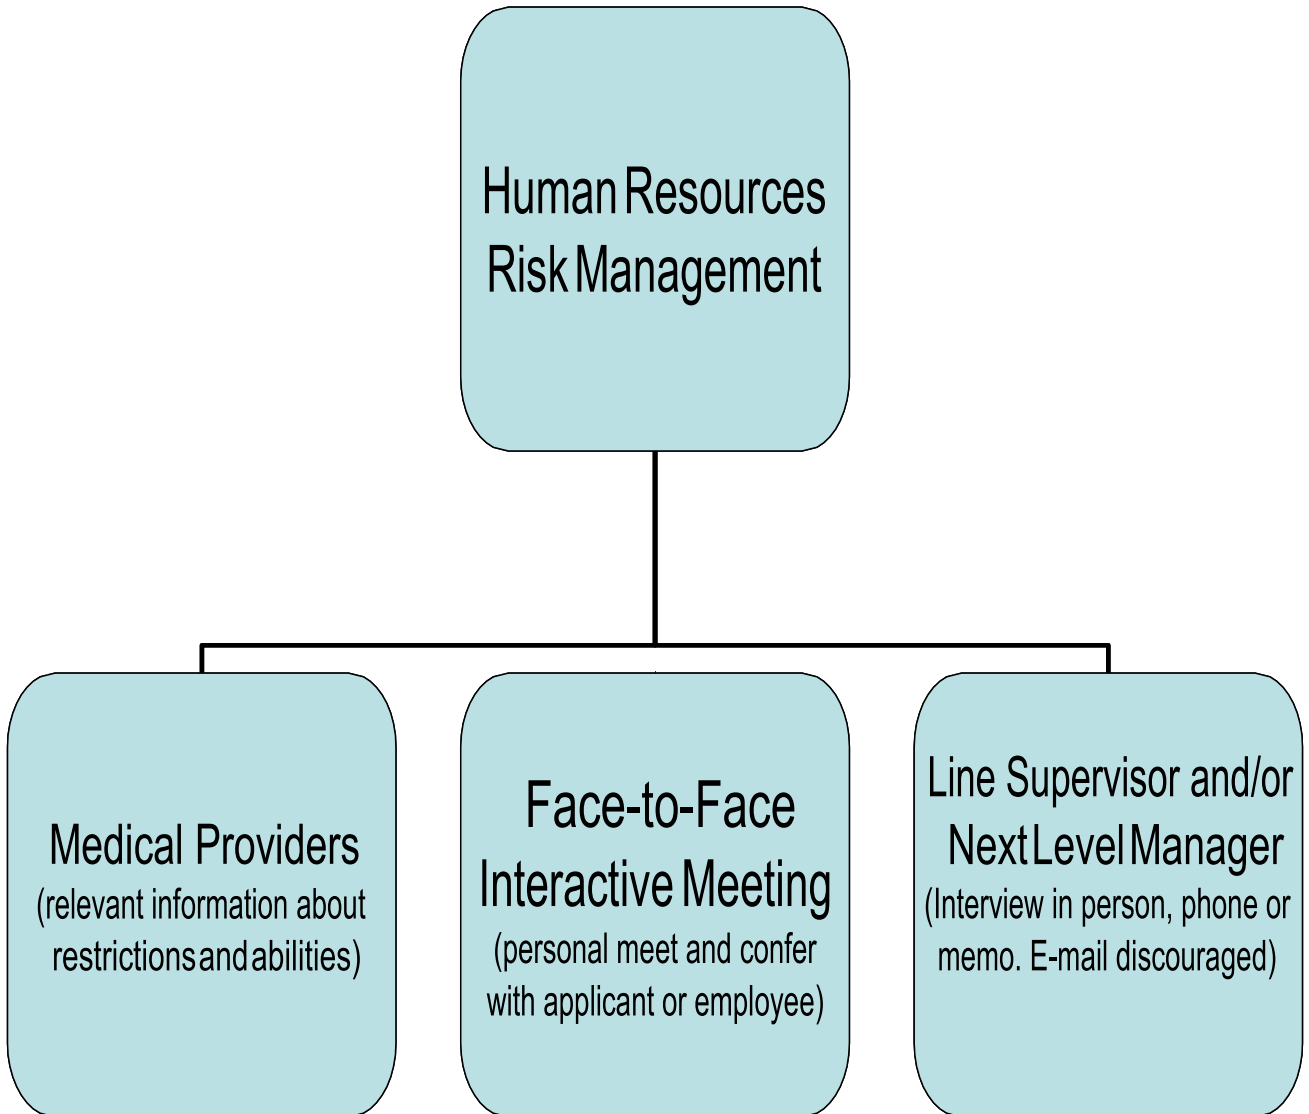 Human Resources
Risk Management
Medical Providers
(relevant information about
restrictions and abilities)
Face-to-Face
Interactive Meeting
(personal meet and confer
with applicant or employee)
Line Supervisor and/or
Next Level Manager
(Interview in person, phone or
memo. E-mail discouraged)